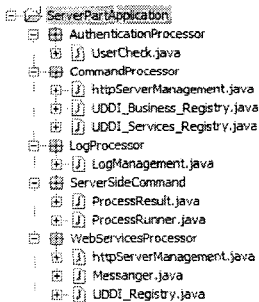 ServerPartApplication
AuthenticationProcessor
UserCheck.java
CommandProcessor
httpServerManagement.java
UDDI_Business_Registry.java
UDDI_Services_Registry.java
LogProcessor
LogManagement.java
ServerSideCommand
ProcessResult.java
ProcessRunner.java
WebServicesProcessor
httpServerManagement.java
Messanger.java
UDDI_Registry.java